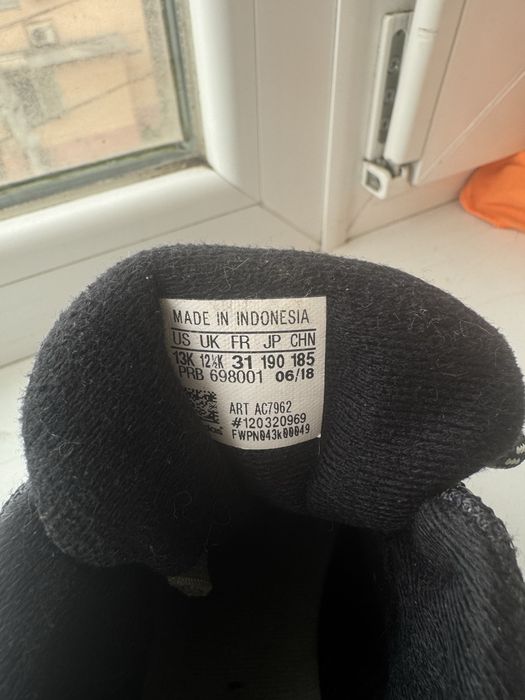 MADE IN INDONESIA
US UK FR JP CHN
13K 12½K 31 190 185
PRB 698001 06/18
ART AC7962
#120320969
FWPN043k00049